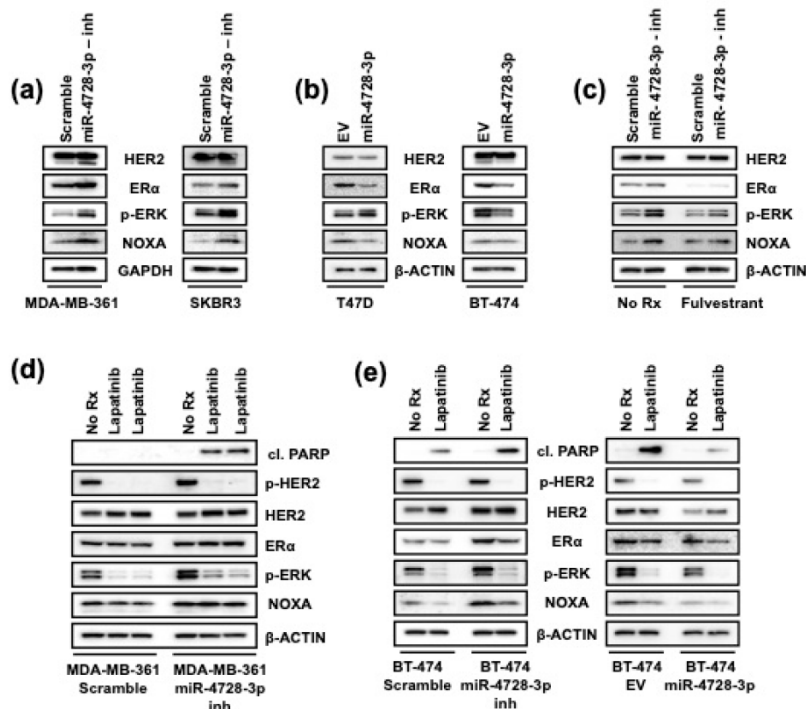 (a)
Scramble
miR-4728-3p – inh
Scramble
miR-4728-3p – inh
HER2
ERα
p-ERK
NOXA
GAPDH
MDA-MB-361
SKBR3
(b)
EV
miR-4728-3p
EV
miR-4728-3p
HER2
ERα
p-ERK
NOXA
β-ACTIN
T47D
BT-474
(c)
Scramble
miR- 4728-3p - inh
Scramble
miR- 4728-3p - inh
HER2
ERα
p-ERK
NOXA
β-ACTIN
No Rx
Fulvestrant
(d)
No Rx
Lapatinib
Lapatinib
No Rx
Lapatinib
Lapatinib
cl. PARP
p-HER2
HER2
ERα
p-ERK
NOXA
β-ACTIN
MDA-MB-361
Scramble
MDA-MB-361
miR-4728-3p
inh
(e)
No Rx
Lapatinib
No Rx
Lapatinib
No Rx
Lapatinib
No Rx
Lapatinib
cl. PARP
p-HER2
HER2
ERα
p-ERK
NOXA
β-ACTIN
BT-474
Scramble
BT-474
miR-4728-3p
inh
BT-474
EV
BT-474
miR-4728-3p